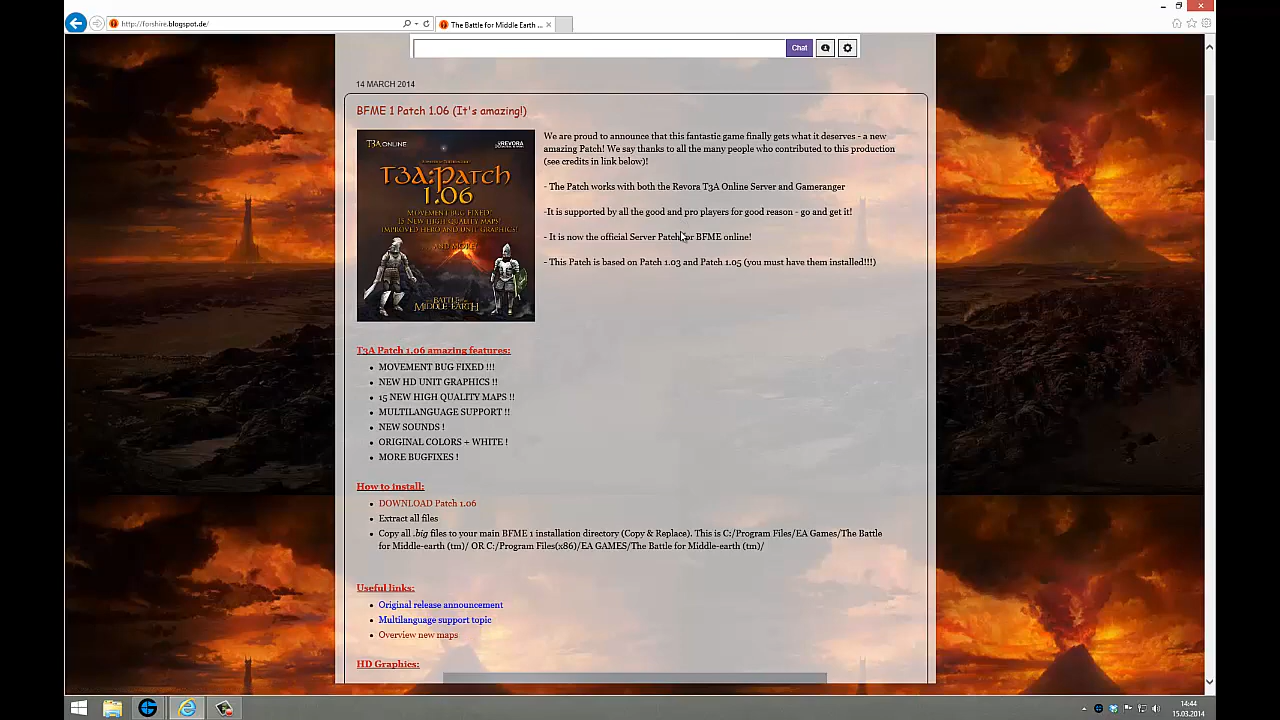 http://forshire.blogspot.de/
The Battle for Middle Earth ...
Chat
14 MARCH 2014
BFME 1 Patch 1.06 (It's amazing!)
T3A ONLINE
REVORA
T3A:PATCH
1.06
MOVEMENT BUG FIXED!
15 NEW HIGH QUALITY MAPS!
IMPROVED HERO AND UNIT GRAPHICS!
AND MORE
BATTLE
MIDDLE EARTH
We are proud to announce that this fantastic game finally gets what it deserves - a new
amazing Patch! We say thanks to all the many people who contributed to this production
(see credits in link below)!
- The Patch works with both the Revora T3A Online Server and Gameranger
-It is supported by all the good and pro players for good reason - go and get it!
- It is now the official Server Patch for BFME online!
- This Patch is based on Patch 1.03 and Patch 1.05 (you must have them installed!!!)
T3A Patch 1.06 amazing features:
MOVEMENT BUG FIXED !!!
NEW HD UNIT GRAPHICS !!
15 NEW HIGH QUALITY MAPS !!
MULTILANGUAGE SUPPORT !!
NEW SOUNDS !
ORIGINAL COLORS + WHITE !
MORE BUGFIXES !
How to install:
DOWNLOAD Patch 1.06
Extract all files
Copy all .big files to your main BFME 1 installation directory (Copy & Replace). This is C:/Program Files/EA Games/The Battle
for Middle-earth (tm)/ OR C:/Program Files(x86)/EA GAMES/The Battle for Middle-earth (tm)/
Useful links:
Original release announcement
Multilanguage support topic
Overview new maps
HD Graphics:
14:44
15.03.2014